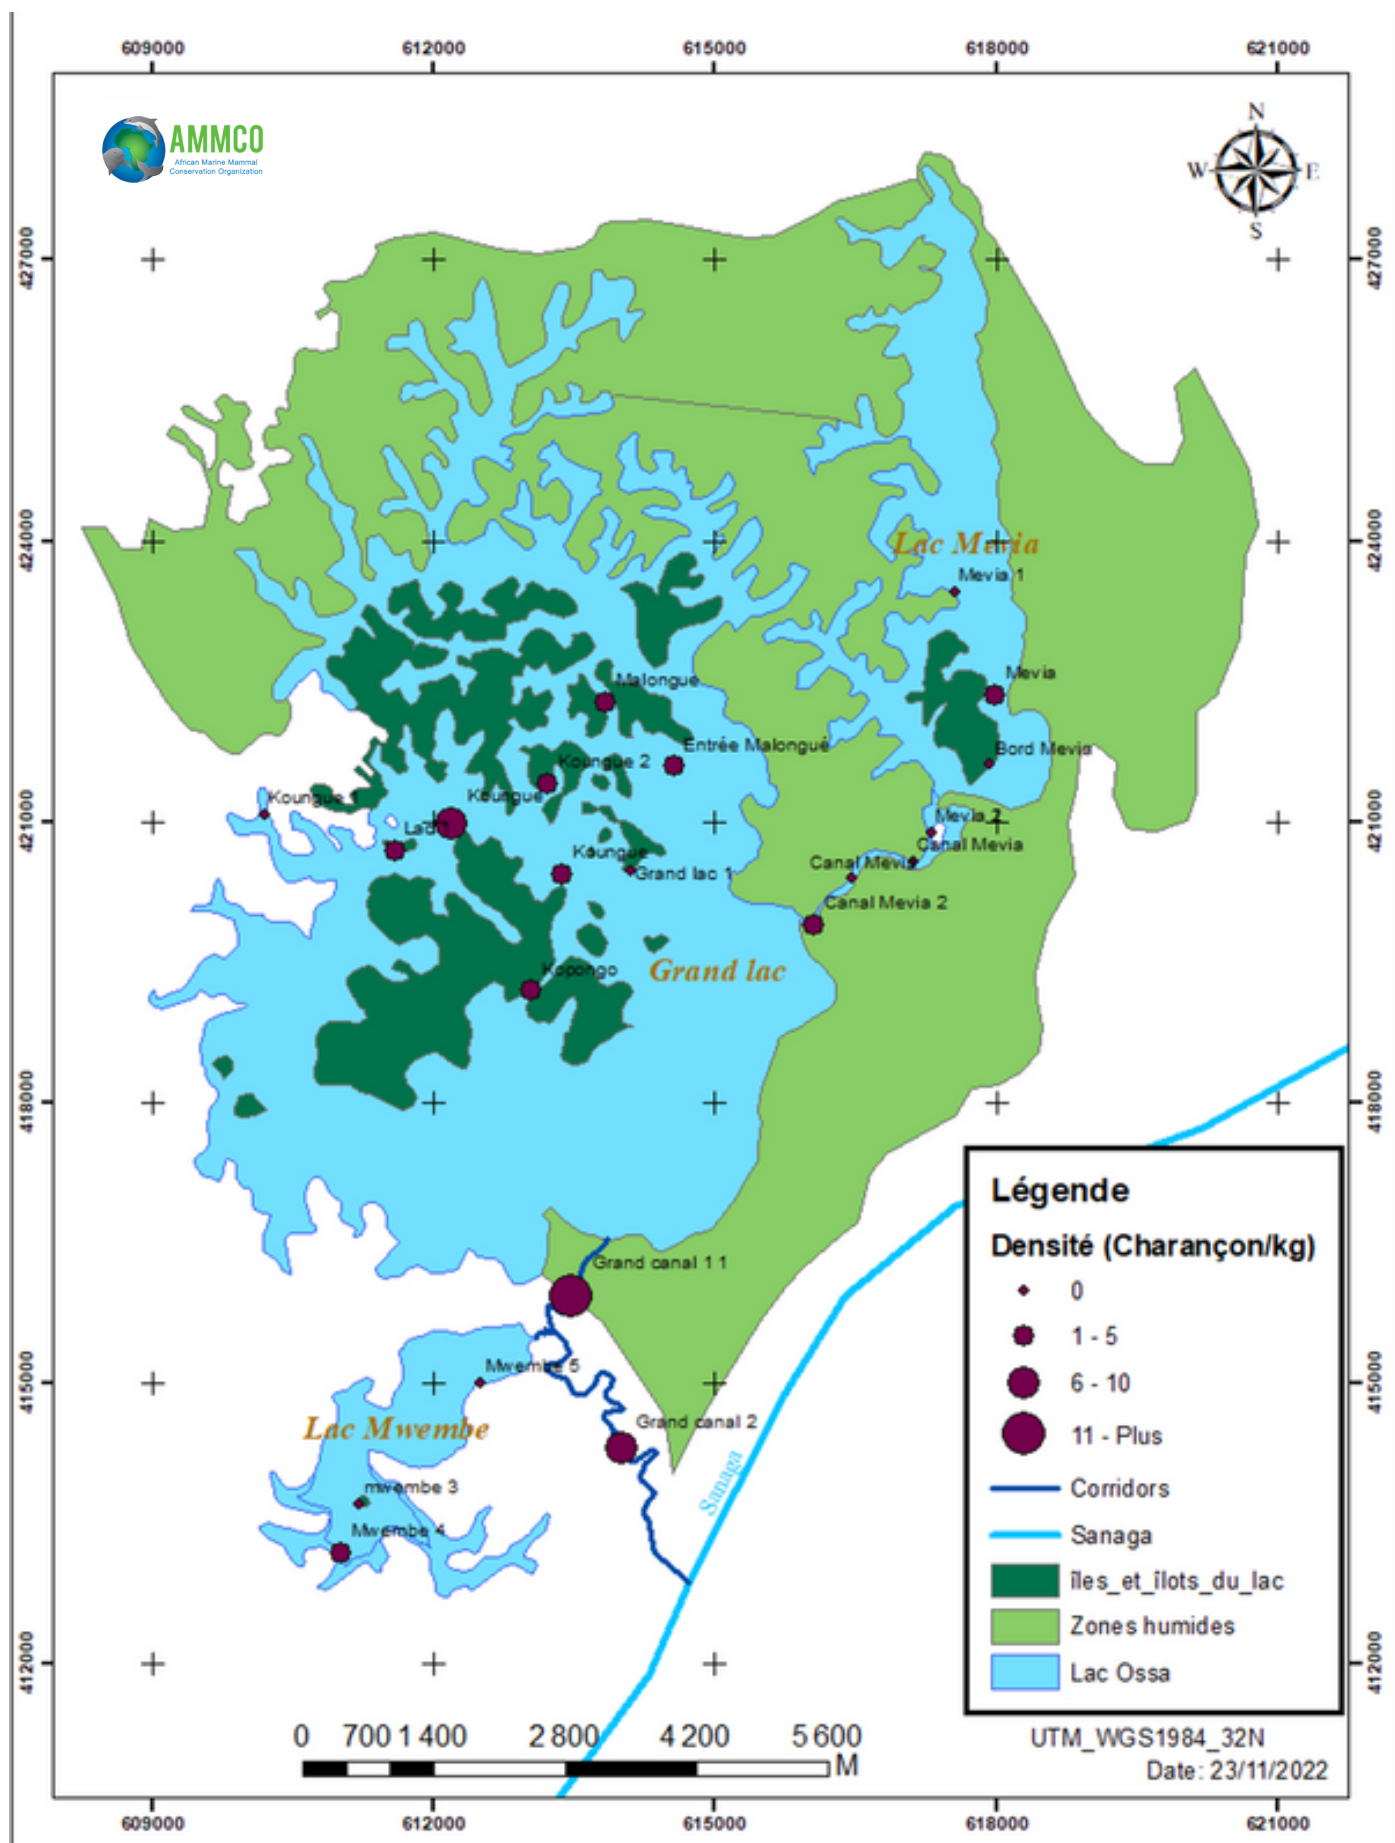 609000 612000 615000 618000 621000
AMMCO
African Marine Mammal
Conservation Organization
N
W E
S
427000 427000
424000 424000
Lac Mevia
Mevia 1
Malongue
Mevia
Entrée Malongué
Bord Mevia
Koungue 2
Koungue 1
Koungue
421000 421000
Mevia 2
Canal Mevia
Koungue
Canal Mevia
Grand lac 1
Canal Mevia 2
Kopongo
Grand lac
418000 418000
Grand canal 1 1
Mwembe 5
415000 415000
Lac Mwembe
Grand canal 2
Sanaga
mwembe 3
Mwembe 4
412000 412000
Légende
Densité (Charançon/kg)
0
1 - 5
6 - 10
11 - Plus
Corridors
Sanaga
îles_et_îlots_du_lac
Zones humides
Lac Ossa
0 700 1 400 2 800 4 200 5 600
M
UTM_WGS1984_32N
Date: 23/11/2022
609000 612000 615000 618000 621000